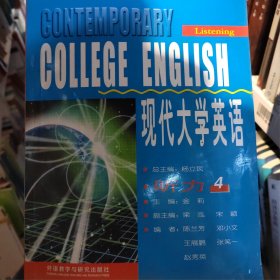 CONTEMPORARY
Listening
COLLEGE ENGLISH
现代大学英语
总主编：杨立民
听力 4
主编：金莉
副主编：梁泓 宋颖
编者：陈兰芳 邓小文
王雁鹏 张笑一
赵秀英
外语教学与研究出版社